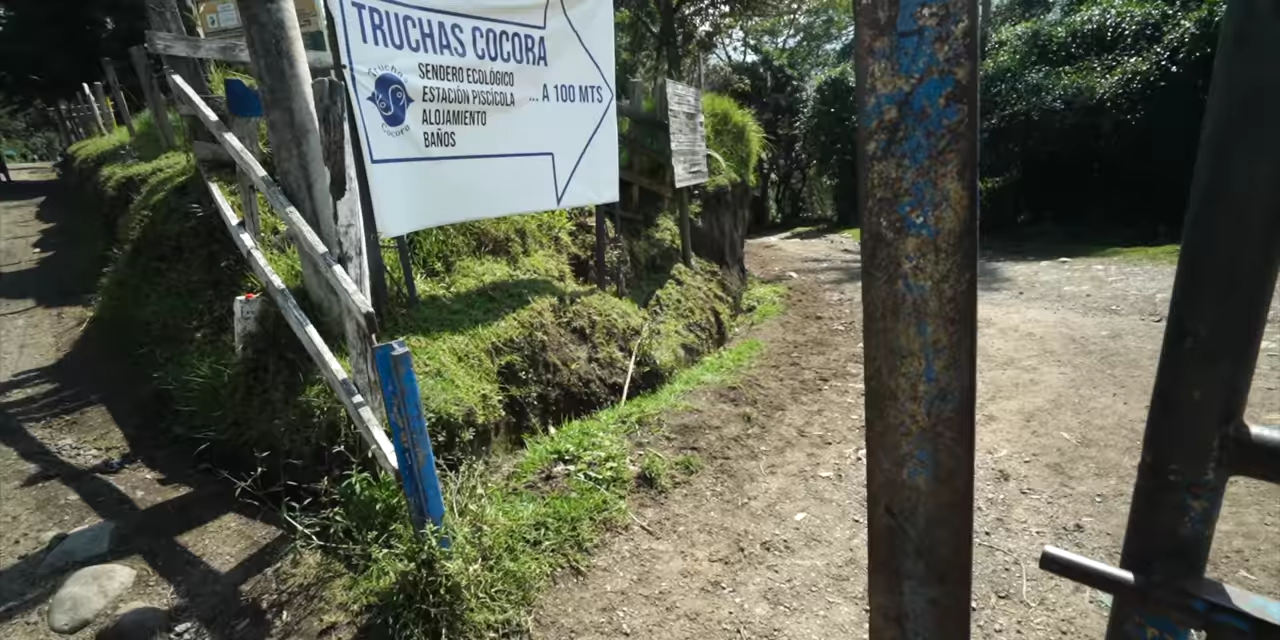 TRUCHAS COCORA
SENDERO ECOLÓGICO
ESTACIÓN PISCÍCOLA
... A 100 MTS
ALOJAMIENTO
BAÑOS
Truchas
Cocora